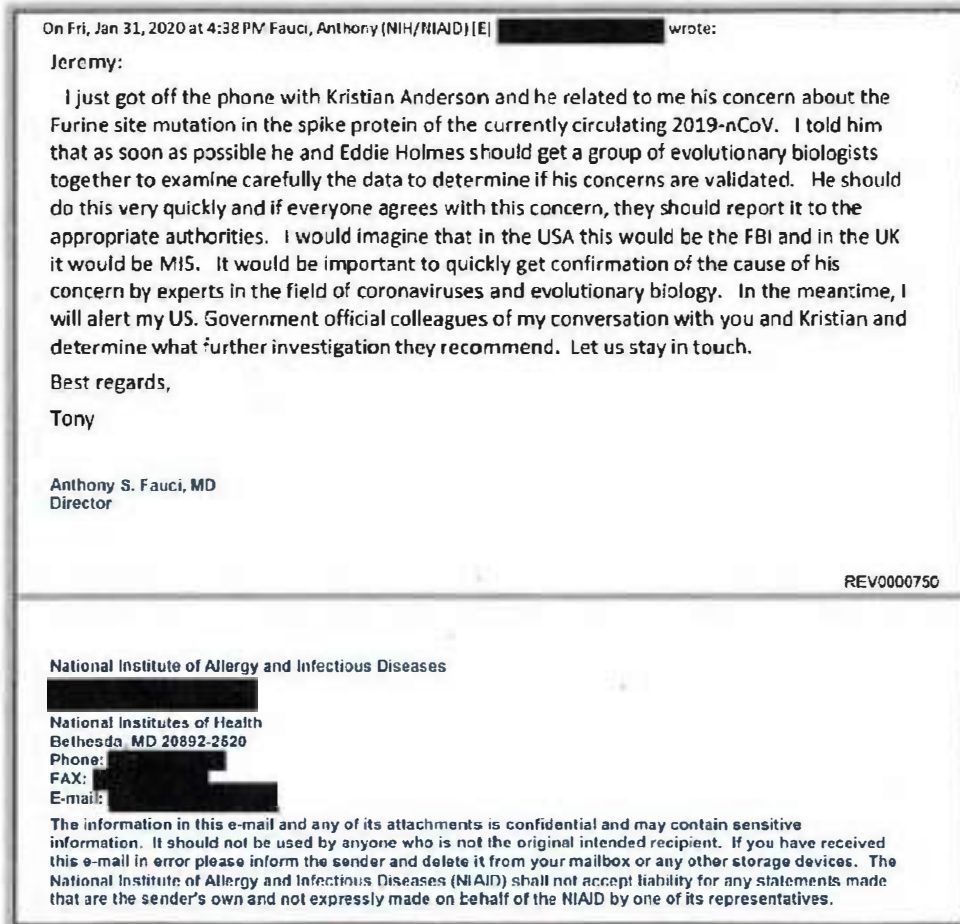 On Fri, Jan 31, 2020 at 4:38 PM Fauci, Anthony (NIH/NIAID) [E] wrote:
Jeremy:
I just got off the phone with Kristian Anderson and he related to me his concern about the
Furine site mutation in the spike protein of the currently circulating 2019-nCoV. I told him
that as soon as possible he and Eddie Holmes should get a group of evolutionary biologists
together to examine carefully the data to determine if his concerns are validated. He should
do this very quickly and if everyone agrees with this concern, they should report it to the
appropriate authorities. I would imagine that in the USA this would be the FBI and in the UK
it would be MI5. It would be important to quickly get confirmation of the cause of his
concern by experts in the field of coronaviruses and evolutionary biology. In the meantime, I
will alert my US. Government official colleagues of my conversation with you and Kristian and
determine what further investigation they recommend. Let us stay in touch.
Best regards,
Tony
Anthony S. Fauci, MD
Director
REV0000750
National Institute of Allergy and Infectious Diseases
National Institutes of Health
Bethesda, MD 20892-2520
Phone:
FAX:
E-mail:
The information in this e-mail and any of its attachments is confidential and may contain sensitive
information. It should not be used by anyone who is not the original intended recipient. If you have received
this e-mail in error please inform the sender and delete it from your mailbox or any other storage devices. The
National Institute of Allergy and Infectious Diseases (NIAID) shall not accept liability for any statements made
that are the sender's own and not expressly made on behalf of the NIAID by one of its representatives.